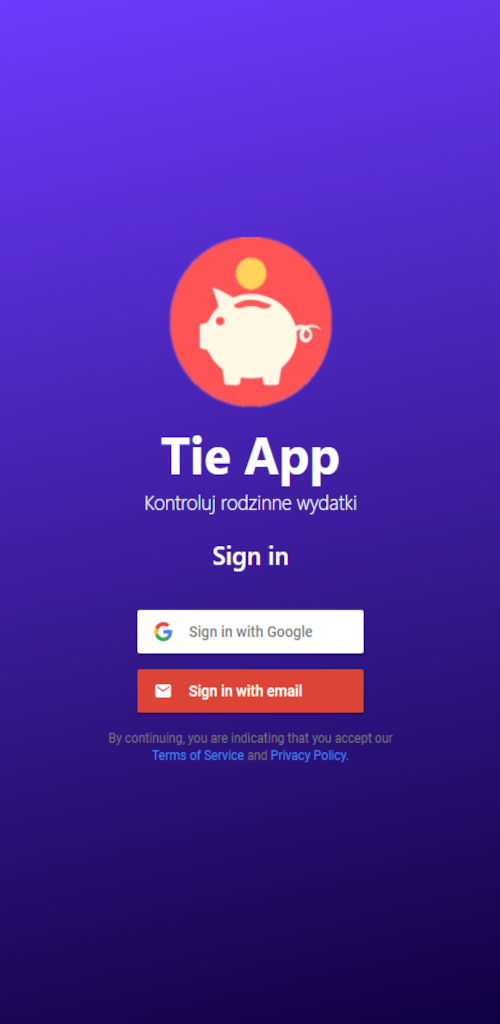 Tie App
Kontroluj rodzinne wydatki
Sign in
Sign in with Google
Sign in with email
By continuing, you are indicating that you accept our
Terms of Service and Privacy Policy.